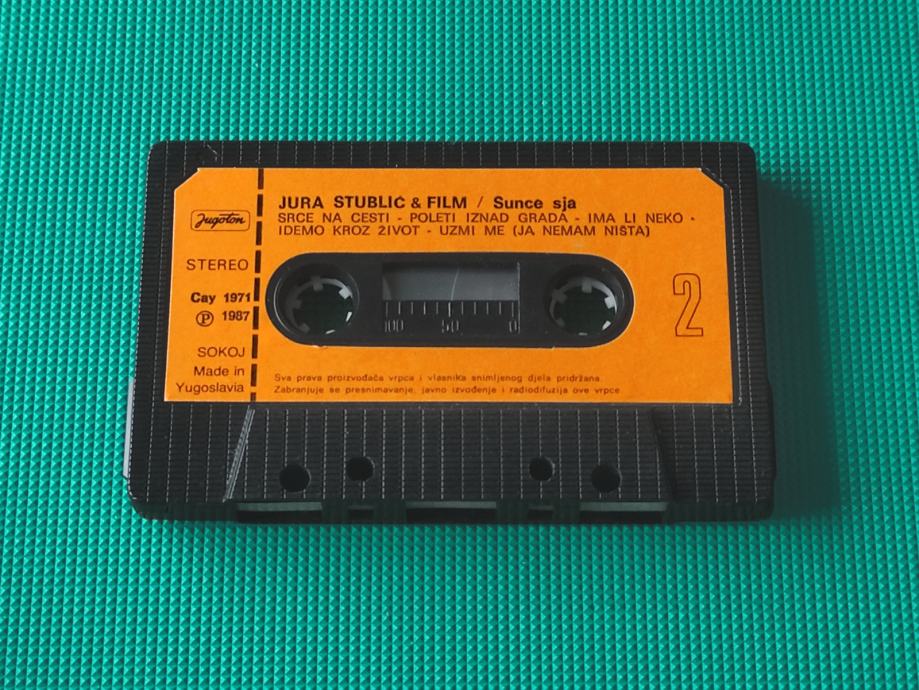 JURA STUBLIĆ & FILM / Sunce sja
SRCE NA CESTI - POLETI IZNAD GRADA - IMA LI NEKO -
IDEMO KROZ ŽIVOT - UZMI ME (JA NEMAM NIŠTA)
Jugoton
STEREO
Cay 1971
Ⓟ 1987
SOKOJ
Made in
Yugoslavia
100 50 0
2
Sva prava proizvođača vrpce i vlasnika snimljenog djela pridržana.
Zabranjuje se presnimavanje, javno izvođenje i radiodifuzija ove vrpce.